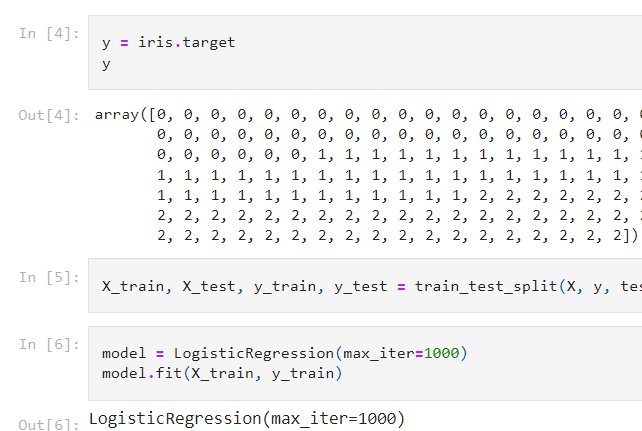 In [4]:
y = iris.target
y
Out[4]:
array([0, 0, 0, 0, 0, 0, 0, 0, 0, 0, 0, 0, 0, 0, 0, 0, 0, 0,
0, 0, 0, 0, 0, 0, 0, 0, 0, 0, 0, 0, 0, 0, 0, 0, 0, 0,
0, 0, 0, 0, 0, 0, 1, 1, 1, 1, 1, 1, 1, 1, 1, 1, 1, 1,
1, 1, 1, 1, 1, 1, 1, 1, 1, 1, 1, 1, 1, 1, 1, 1, 1, 1,
1, 1, 1, 1, 1, 1, 1, 1, 1, 1, 1, 1, 2, 2, 2, 2, 2, 2,
2, 2, 2, 2, 2, 2, 2, 2, 2, 2, 2, 2, 2, 2, 2, 2, 2, 2,
2, 2, 2, 2, 2, 2, 2, 2, 2, 2, 2, 2, 2, 2, 2, 2, 2, 2])
In [5]:
X_train, X_test, y_train, y_test = train_test_split(X, y, tes
In [6]:
model = LogisticRegression(max_iter=1000)
model.fit(X_train, y_train)
Out[6]:
LogisticRegression(max_iter=1000)